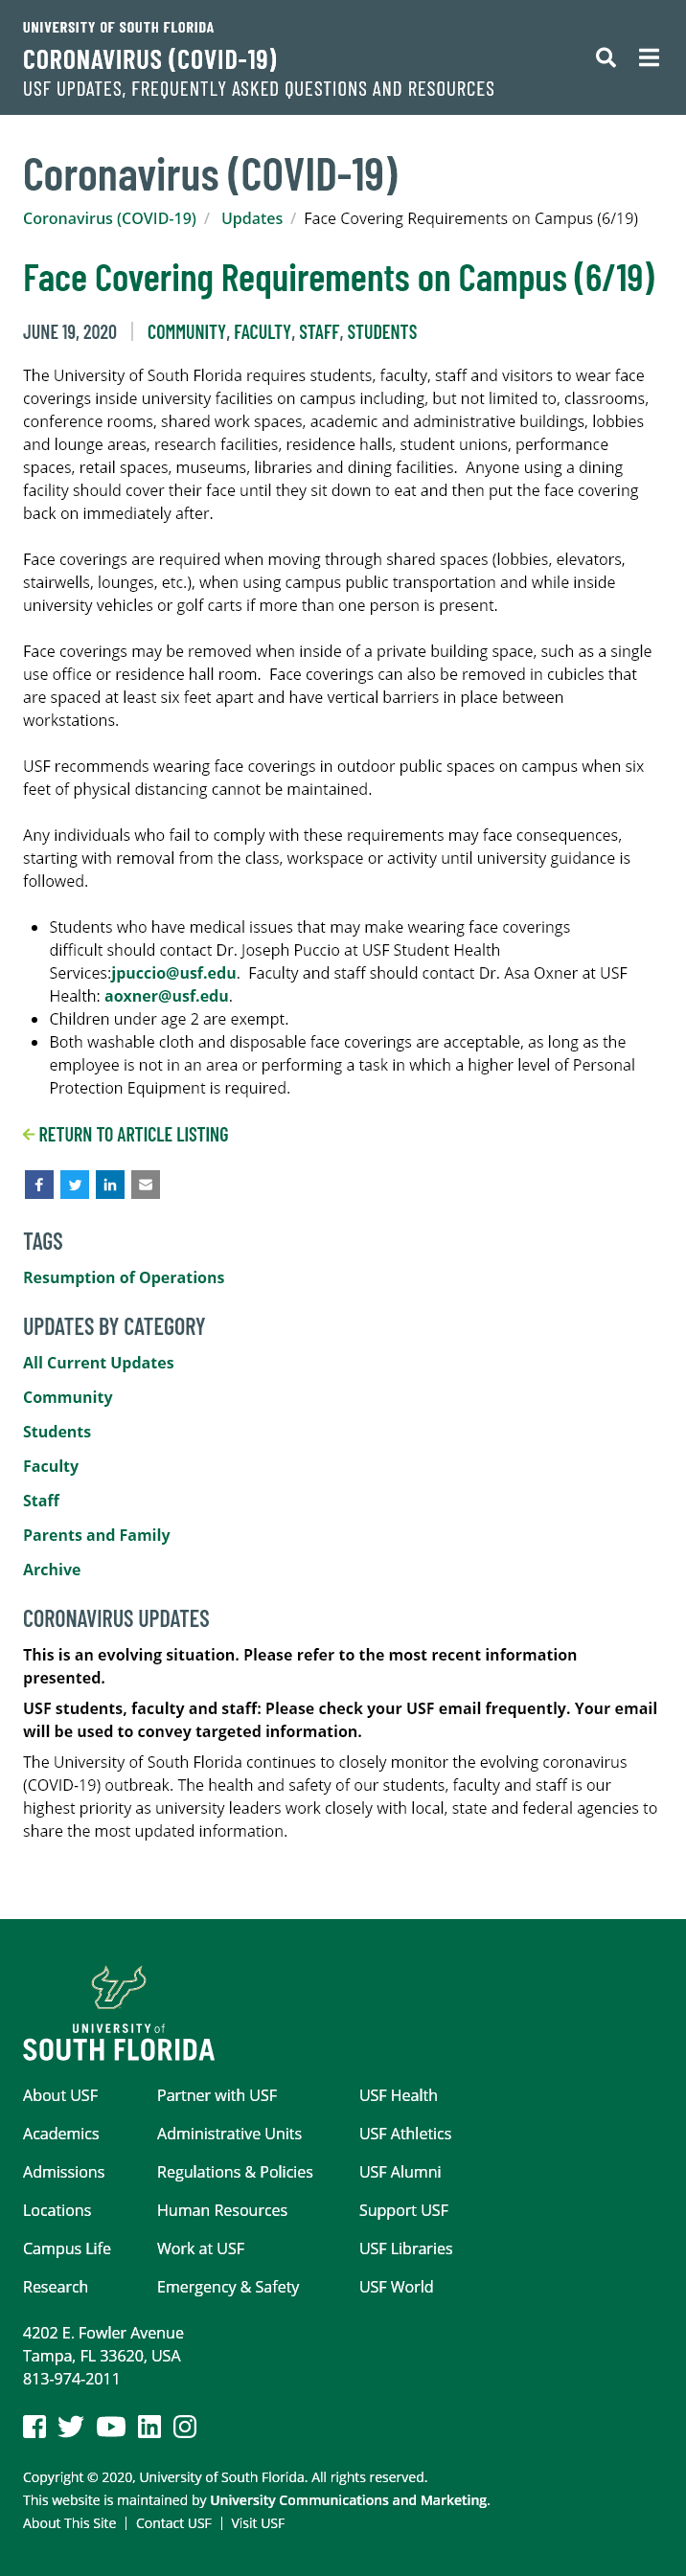 UNIVERSITY OF SOUTH FLORIDA
CORONAVIRUS (COVID-19)
USF UPDATES, FREQUENTLY ASKED QUESTIONS AND RESOURCES
Coronavirus (COVID-19)
Coronavirus (COVID-19) / Updates / Face Covering Requirements on Campus (6/19)
Face Covering Requirements on Campus (6/19)
JUNE 19, 2020 | COMMUNITY, FACULTY, STAFF, STUDENTS
The University of South Florida requires students, faculty, staff and visitors to wear face
coverings inside university facilities on campus including, but not limited to, classrooms,
conference rooms, shared work spaces, academic and administrative buildings, lobbies
and lounge areas, research facilities, residence halls, student unions, performance
spaces, retail spaces, museums, libraries and dining facilities. Anyone using a dining
facility should cover their face until they sit down to eat and then put the face covering
back on immediately after.
Face coverings are required when moving through shared spaces (lobbies, elevators,
stairwells, lounges, etc.), when using campus public transportation and while inside
university vehicles or golf carts if more than one person is present.
Face coverings may be removed when inside of a private building space, such as a single
use office or residence hall room. Face coverings can also be removed in cubicles that
are spaced at least six feet apart and have vertical barriers in place between
workstations.
USF recommends wearing face coverings in outdoor public spaces on campus when six
feet of physical distancing cannot be maintained.
Any individuals who fail to comply with these requirements may face consequences,
starting with removal from the class, workspace or activity until university guidance is
followed.
• Students who have medical issues that may make wearing face coverings
difficult should contact Dr. Joseph Puccio at USF Student Health
Services:jpuccio@usf.edu. Faculty and staff should contact Dr. Asa Oxner at USF
Health: aoxner@usf.edu.
• Children under age 2 are exempt.
• Both washable cloth and disposable face coverings are acceptable, as long as the
employee is not in an area or performing a task in which a higher level of Personal
Protection Equipment is required.
RETURN TO ARTICLE LISTING
TAGS
Resumption of Operations
UPDATES BY CATEGORY
All Current Updates
Community
Students
Faculty
Staff
Parents and Family
Archive
CORONAVIRUS UPDATES
This is an evolving situation. Please refer to the most recent information
presented.
USF students, faculty and staff: Please check your USF email frequently. Your email
will be used to convey targeted information.
The University of South Florida continues to closely monitor the evolving coronavirus
(COVID-19) outbreak. The health and safety of our students, faculty and staff is our
highest priority as university leaders work closely with local, state and federal agencies to
share the most updated information.
UNIVERSITY of
SOUTH FLORIDA
About USF
Academics
Admissions
Locations
Campus Life
Research
Partner with USF
Administrative Units
Regulations & Policies
Human Resources
Work at USF
Emergency & Safety
USF Health
USF Athletics
USF Alumni
Support USF
USF Libraries
USF World
4202 E. Fowler Avenue
Tampa, FL 33620, USA
813-974-2011
Copyright © 2020, University of South Florida. All rights reserved.
This website is maintained by University Communications and Marketing.
About This Site | Contact USF | Visit USF